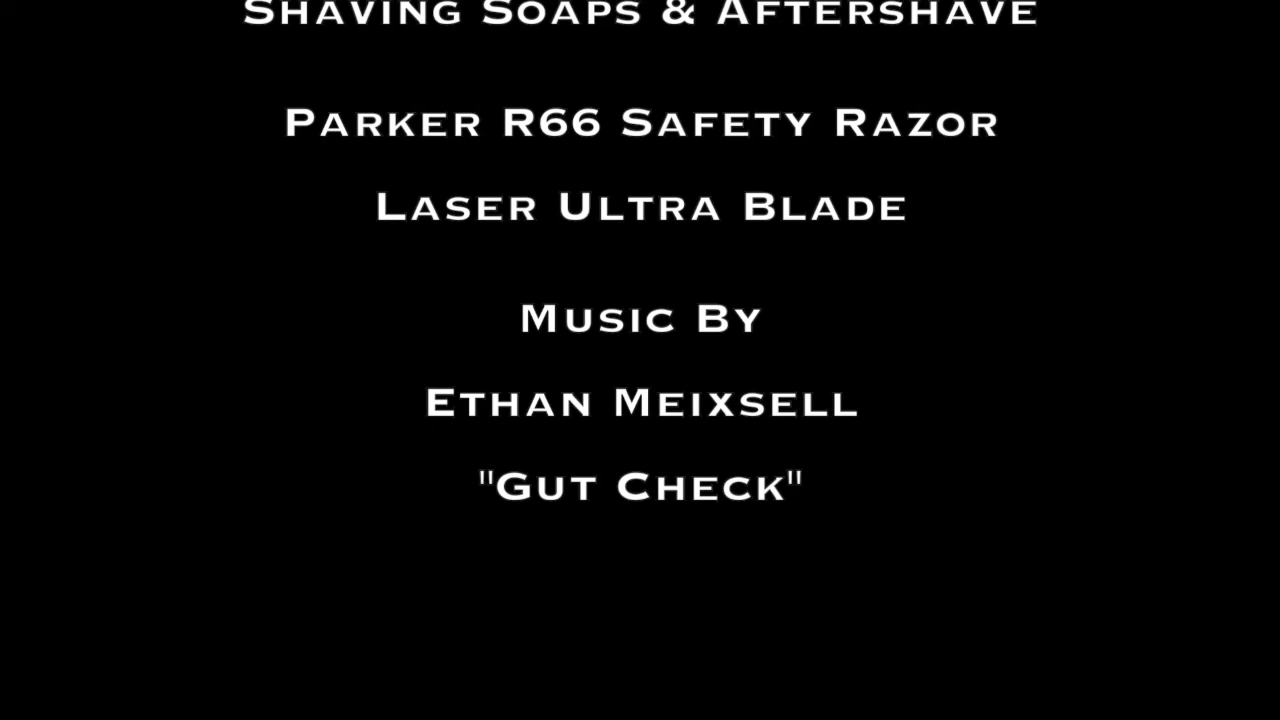 Shaving Soaps & Aftershave
Parker R66 Safety Razor
Laser Ultra Blade
Music By
Ethan Meixsell
"Gut Check"